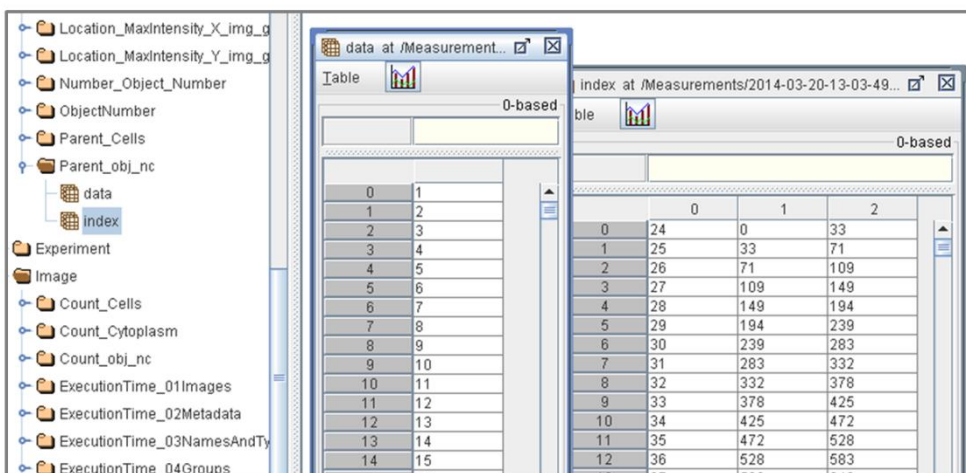 Location_MaxIntensity_X_img_g
Location_MaxIntensity_Y_img_g
Number_Object_Number
ObjectNumber
Parent_Cells
Parent_obj_nc
data
index
Experiment
Image
Count_Cells
Count_Cytoplasm
Count_obj_nc
ExecutionTime_01Images
ExecutionTime_02Metadata
ExecutionTime_03NamesAndTy
ExecutionTime_04Groups
data at /Measurement...
Table
0-based
0 1
1 2
2 3
3 4
4 5
5 6
6 7
7 8
8 9
9 10
10 11
11 12
12 13
13 14
14 15
index at /Measurements/2014-03-20-13-03-49...
ble
0-based
0 1 2
0 24 0 33
1 25 33 71
2 26 71 109
3 27 109 149
4 28 149 194
5 29 194 239
6 30 239 283
7 31 283 332
8 32 332 378
9 33 378 425
10 34 425 472
11 35 472 528
12 36 528 583